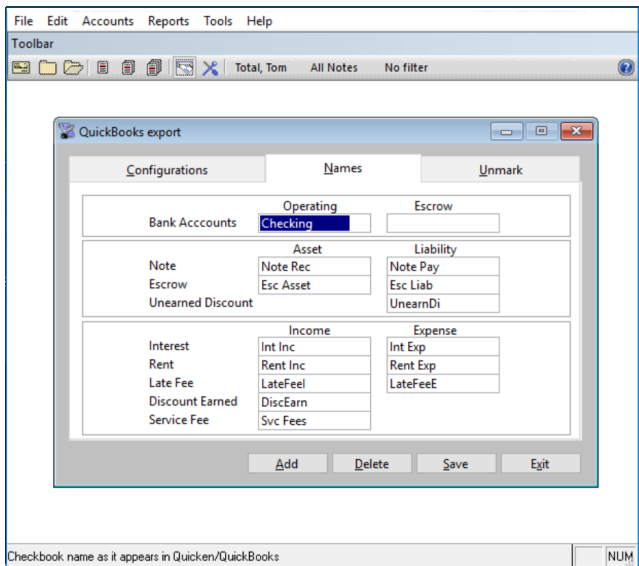 File Edit Accounts Reports Tools Help
Toolbar
Total, Tom All Notes No filter
QuickBooks export
Configurations Names Unmark
Operating Escrow
Bank Acccounts Checking
Asset Liability
Note Note Rec Note Pay
Escrow Esc Asset Esc Liab
Unearned Discount UnearnDi
Income Expense
Interest Int Inc Int Exp
Rent Rent Inc Rent Exp
Late Fee LateFeeI LateFeeE
Discount Earned DiscEarn
Service Fee Svc Fees
Add Delete Save Exit
Checkbook name as it appears in Quicken/QuickBooks NUM